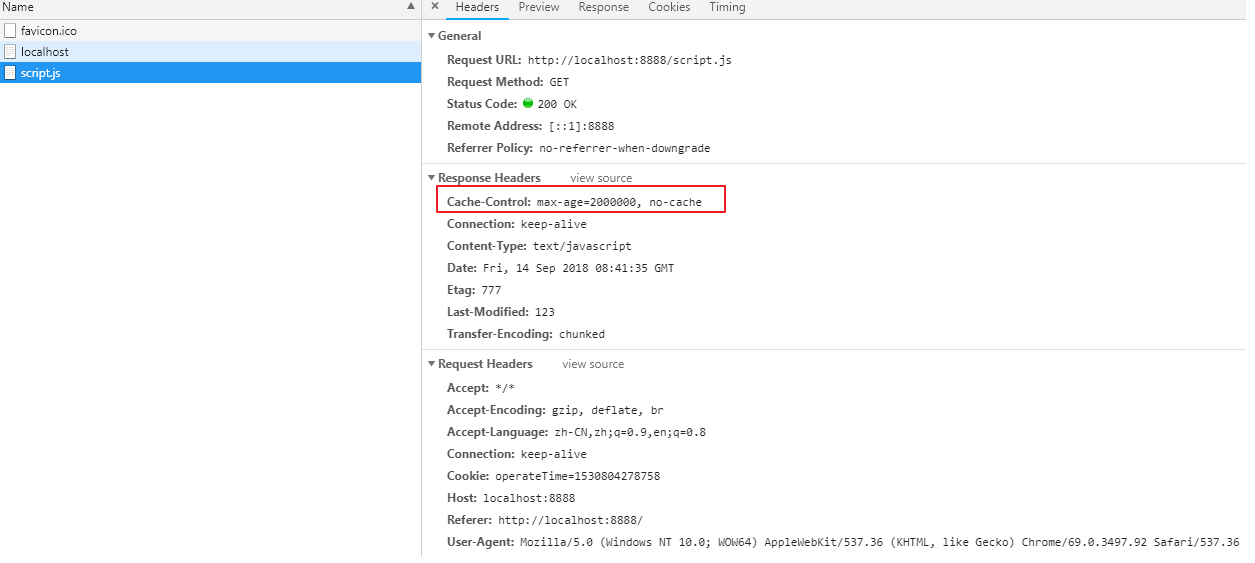 Name
favicon.ico
localhost
script.js
Headers Preview Response Cookies Timing
General
Request URL: http://localhost:8888/script.js
Request Method: GET
Status Code: 200 OK
Remote Address: [::1]:8888
Referrer Policy: no-referrer-when-downgrade
Response Headers view source
Cache-Control: max-age=2000000, no-cache
Connection: keep-alive
Content-Type: text/javascript
Date: Fri, 14 Sep 2018 08:41:35 GMT
Etag: 777
Last-Modified: 123
Transfer-Encoding: chunked
Request Headers view source
Accept: */*
Accept-Encoding: gzip, deflate, br
Accept-Language: zh-CN,zh;q=0.9,en;q=0.8
Connection: keep-alive
Cookie: operateTime=1530804278758
Host: localhost:8888
Referer: http://localhost:8888/
User-Agent: Mozilla/5.0 (Windows NT 10.0; WOW64) AppleWebKit/537.36 (KHTML, like Gecko) Chrome/69.0.3497.92 Safari/537.36